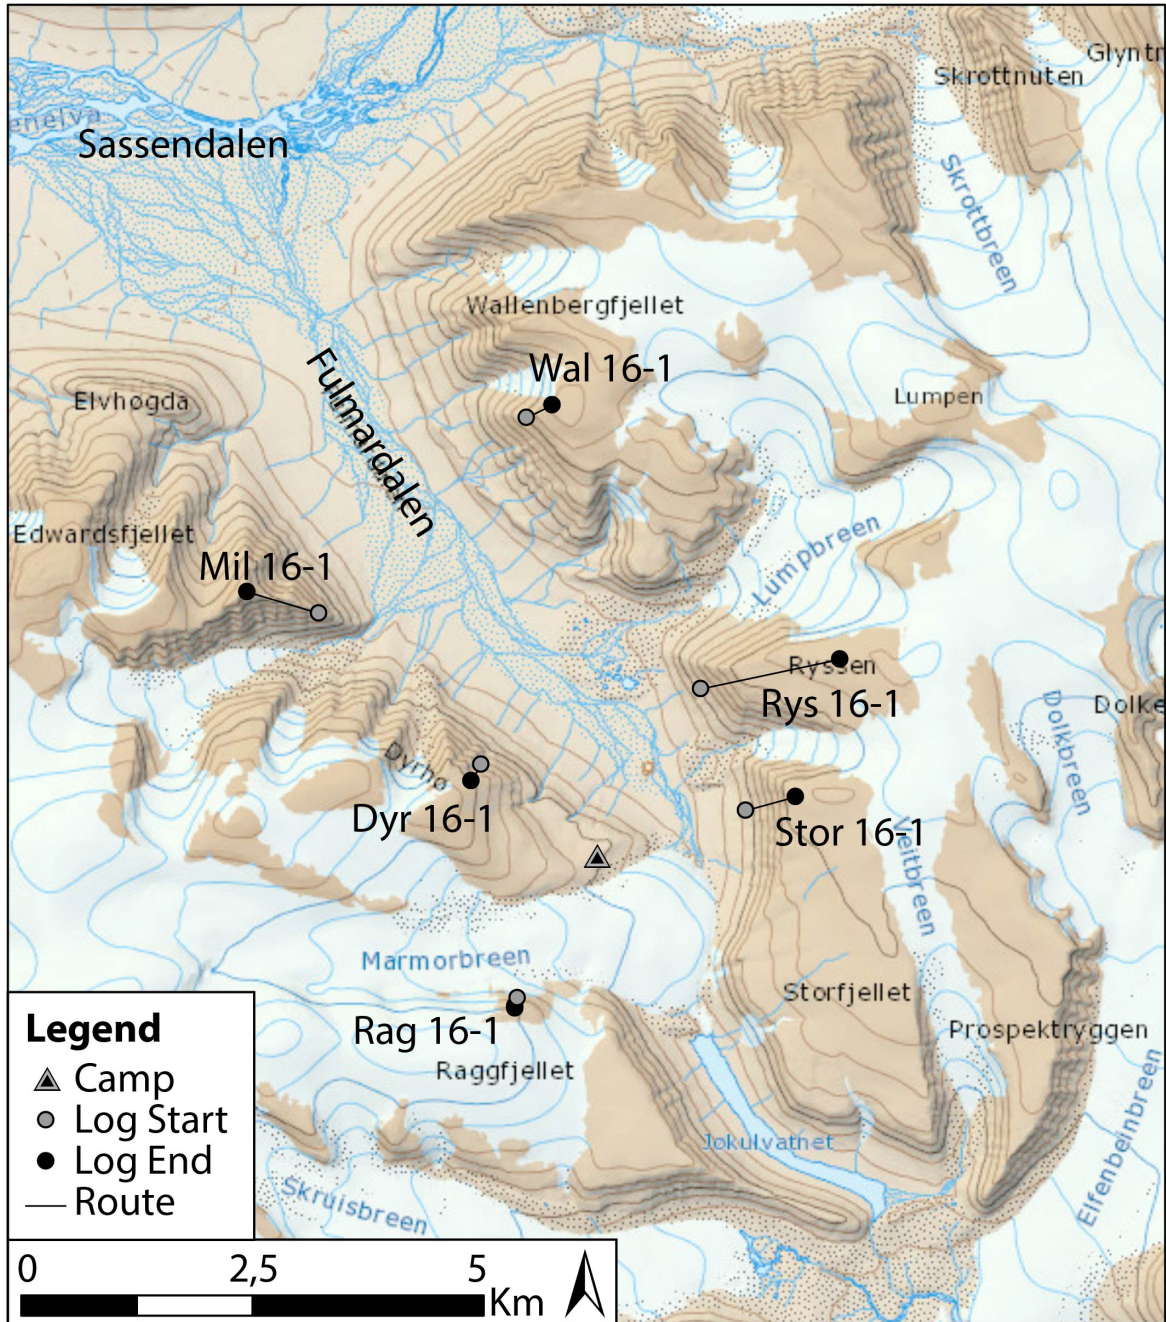 Glyntr
Skrottnuten
enelva
Sassendalen
Skrottbreen
Wallenbergfjellet
Wal 16-1
Fulmardalen
Elvhøgda
Lumpen
Edwardsfjellet
Mil 16-1
Lumpbreen
Ryssen
Rys 16-1
Dolke
Dolkbreen
Dyrhø
Dyr 16-1
Stor 16-1
Veitbreen
Marmorbreen
Storfjellet
Rag 16-1
Prospektryggen
Raggfjellet
Jøkulvatnet
Elfenbeinbreen
Skruisbreen
Legend
Camp
Log Start
Log End
Route
0 2,5 5
Km